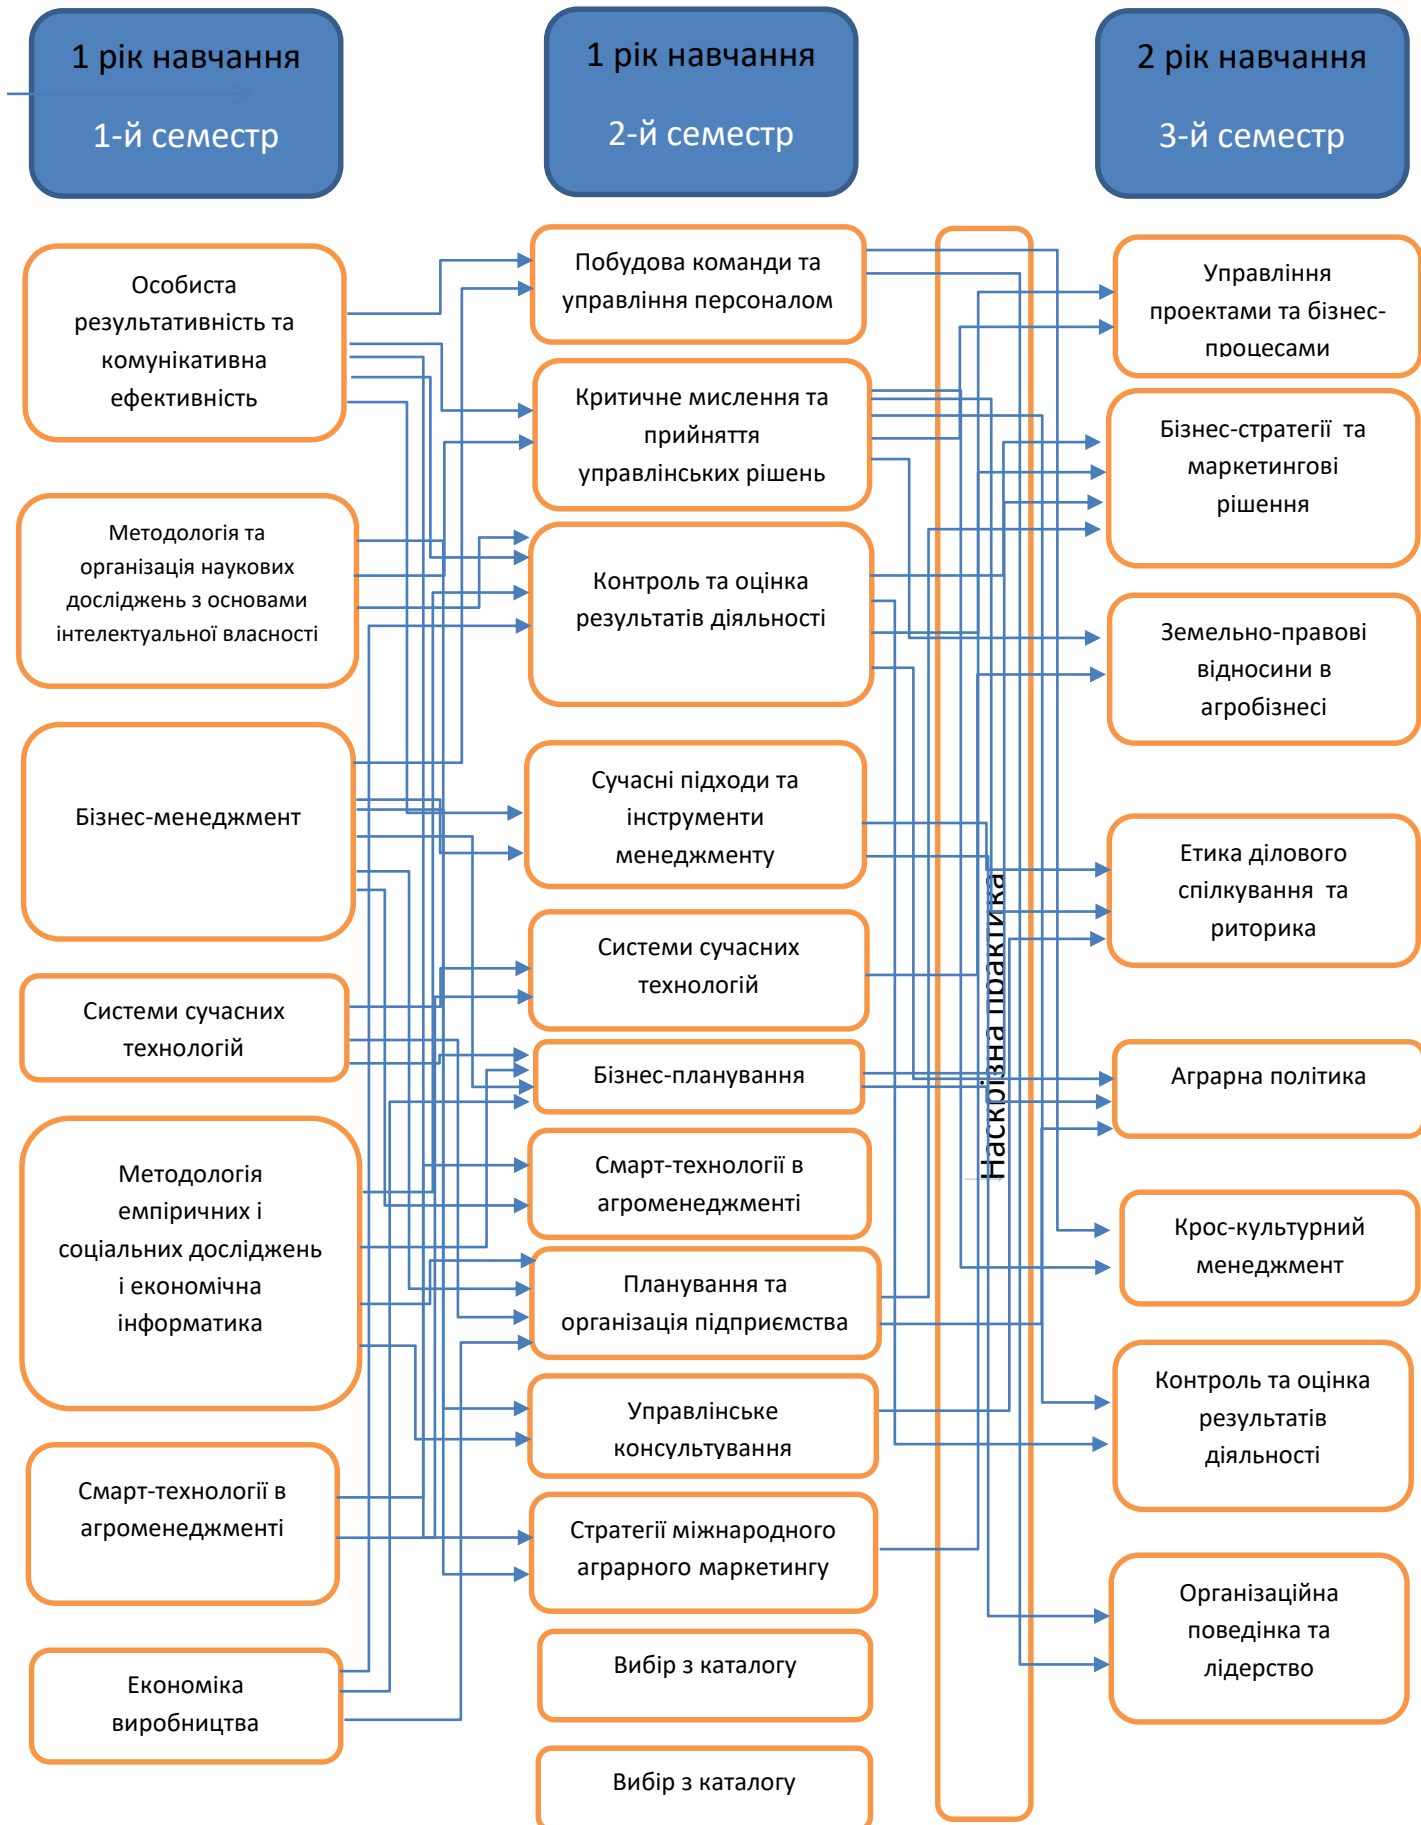 1 рік навчання
1-й семестр
1 рік навчання
2-й семестр
2 рік навчання
3-й семестр
Особиста
результативність та
комунікативна
ефективність
Методологія та
організація наукових
досліджень з основами
інтелектуальної власності
Бізнес-менеджмент
Системи сучасних
технологій
Методологія
емпіричних і
соціальних досліджень
і економічна
інформатика
Смарт-технології в
агроменеджменті
Економіка
виробництва
Побудова команди та
управління персоналом
Критичне мислення та
прийняття
управлінських рішень
Контроль та оцінка
результатів діяльності
Сучасні підходи та
інструменти
менеджменту
Системи сучасних
технологій
Бізнес-планування
Смарт-технології в
агроменеджменті
Планування та
організація підприємства
Управлінське
консультування
Стратегії міжнародного
аграрного маркетингу
Вибір з каталогу
Вибір з каталогу
Наскрізна практика
Управління
проектами та бізнес-
процесами
Бізнес-стратегії та
маркетингові
рішення
Земельно-правові
відносини в
агробізнесі
Етика ділового
спілкування та
риторика
Аграрна політика
Крос-культурний
менеджмент
Контроль та оцінка
результатів
діяльності
Організаційна
поведінка та
лідерство